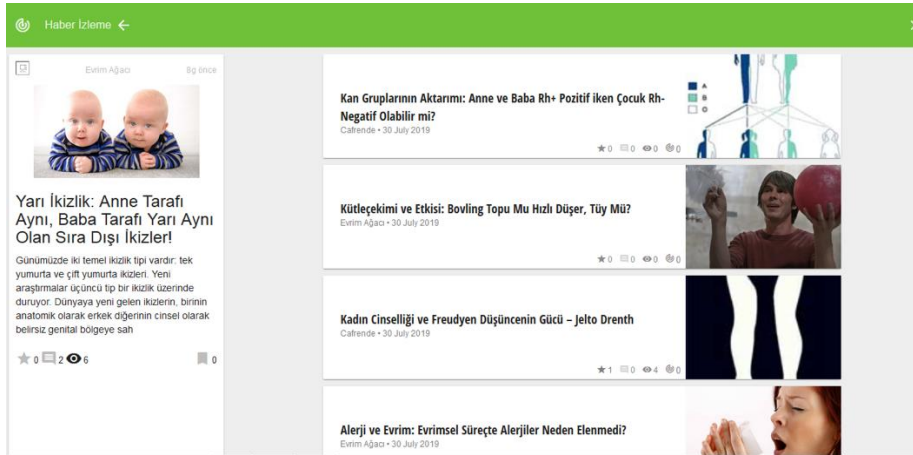 Haber İzleme
Evrim Ağacı
8g önce
Yarı İkizlik: Anne Tarafı
Aynı, Baba Tarafı Yarı Aynı
Olan Sıra Dışı İkizler!
Günümüzde iki temel ikizlik tipi vardır: tek
yumurta ve çift yumurta ikizleri. Yeni
araştırmalar üçüncü tip bir ikizlik üzerinde
duruyor. Dünyaya yeni gelen ikizlerin, birinin
anatomik olarak erkek diğerinin cinsel olarak
belirsiz genital bölgeye sah
0 2 6 0
Kan Gruplarının Aktarımı: Anne ve Baba Rh+ Pozitif iken Çocuk Rh-
Negatif Olabilir mi?
Cafrende • 30 July 2019
0 0 0 0
A
B
O
Kütleçekimi ve Etkisi: Bovling Topu Mu Hızlı Düşer, Tüy Mü?
Evrim Ağacı • 30 July 2019
0 0 0 0
Kadın Cinselliği ve Freudyen Düşüncenin Gücü – Jelto Drenth
Cafrende • 30 July 2019
1 0 4 0
Alerji ve Evrim: Evrimsel Süreçte Alerjiler Neden Elenmedi?
Evrim Ağacı • 30 July 2019